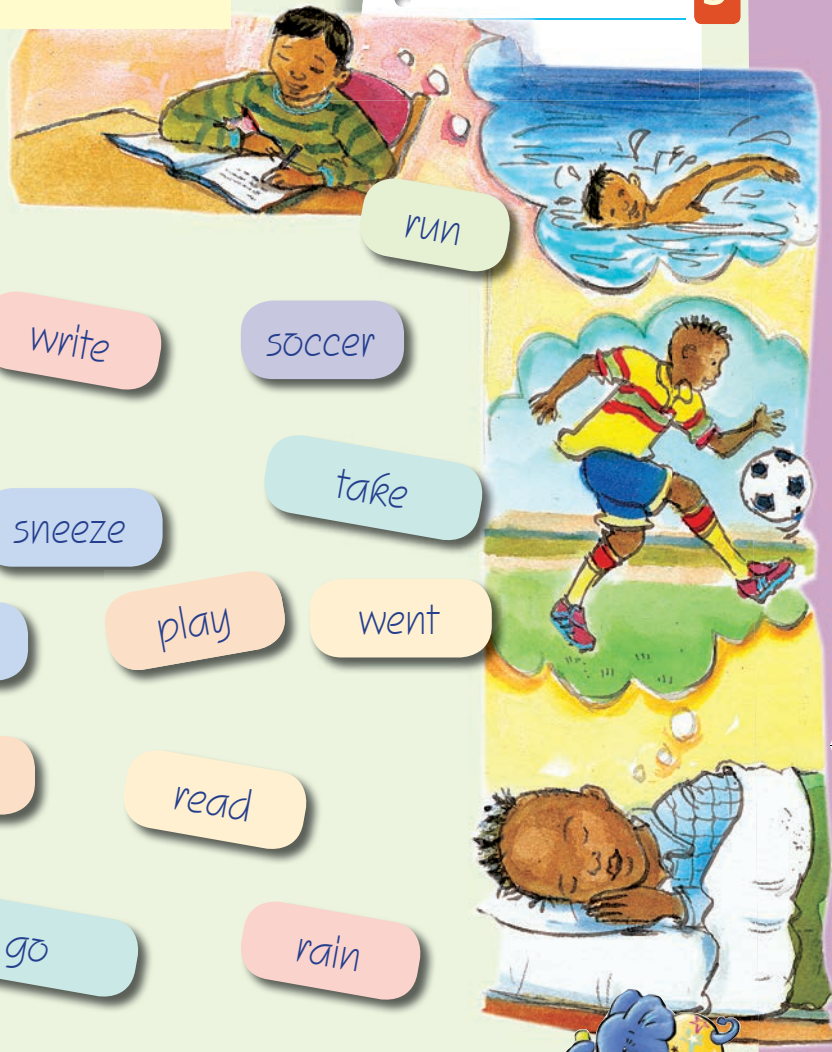 run
write
soccer
take
sneeze
play
went
read
go
rain